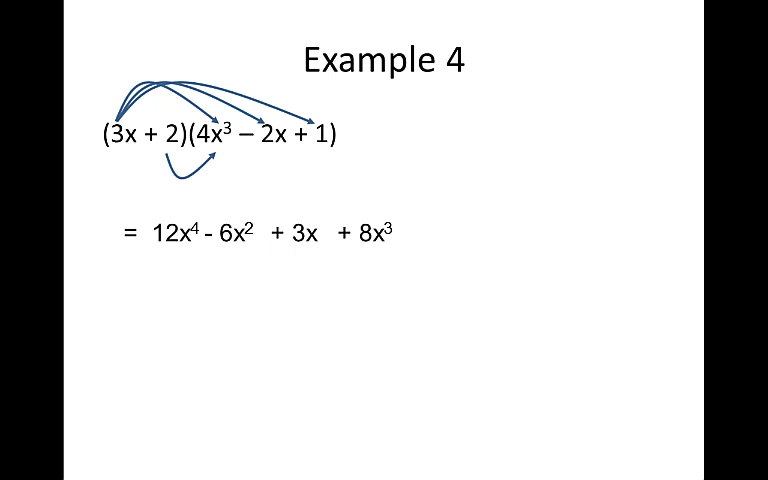 Example 4
(3x + 2)(4x³ – 2x + 1)
= 12x⁴ - 6x² + 3x + 8x³